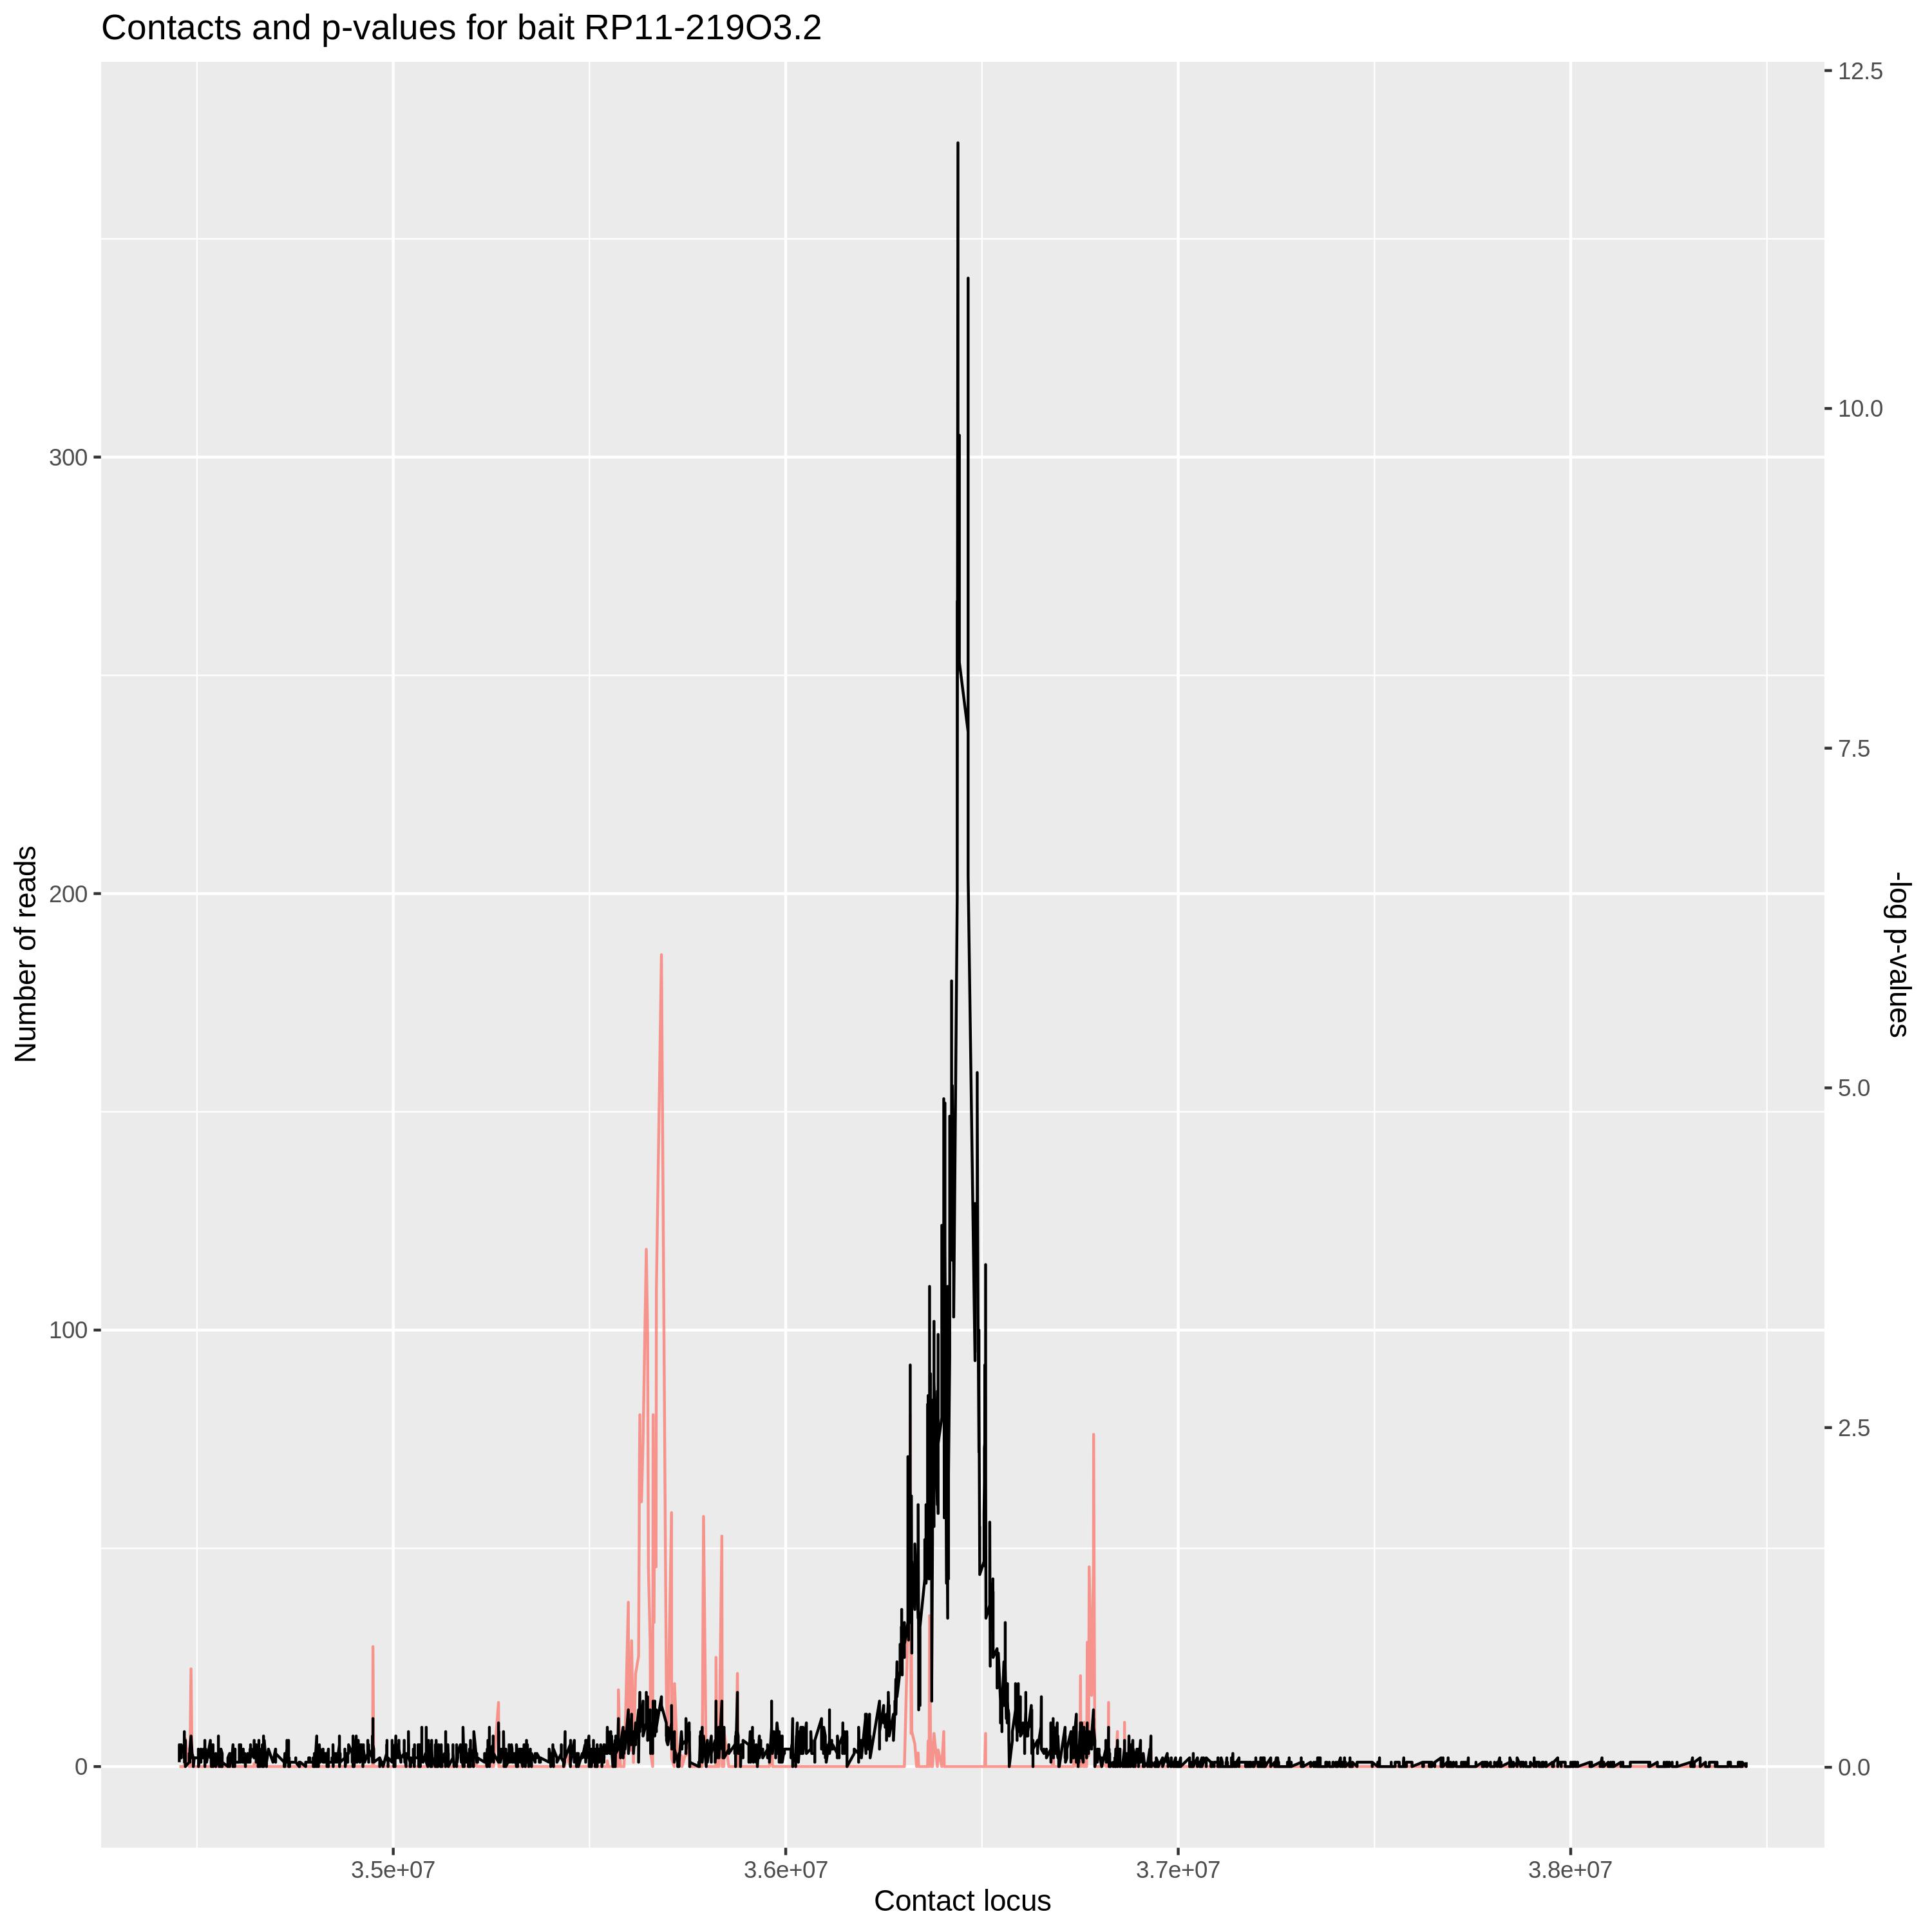 Contacts and p-values for bait RP11-219O3.2
12.5
10.0
7.5
5.0
2.5
0.0
300
200
100
0
Number of reads
-log p-values
3.5e+07 3.6e+07 3.7e+07 3.8e+07
Contact locus